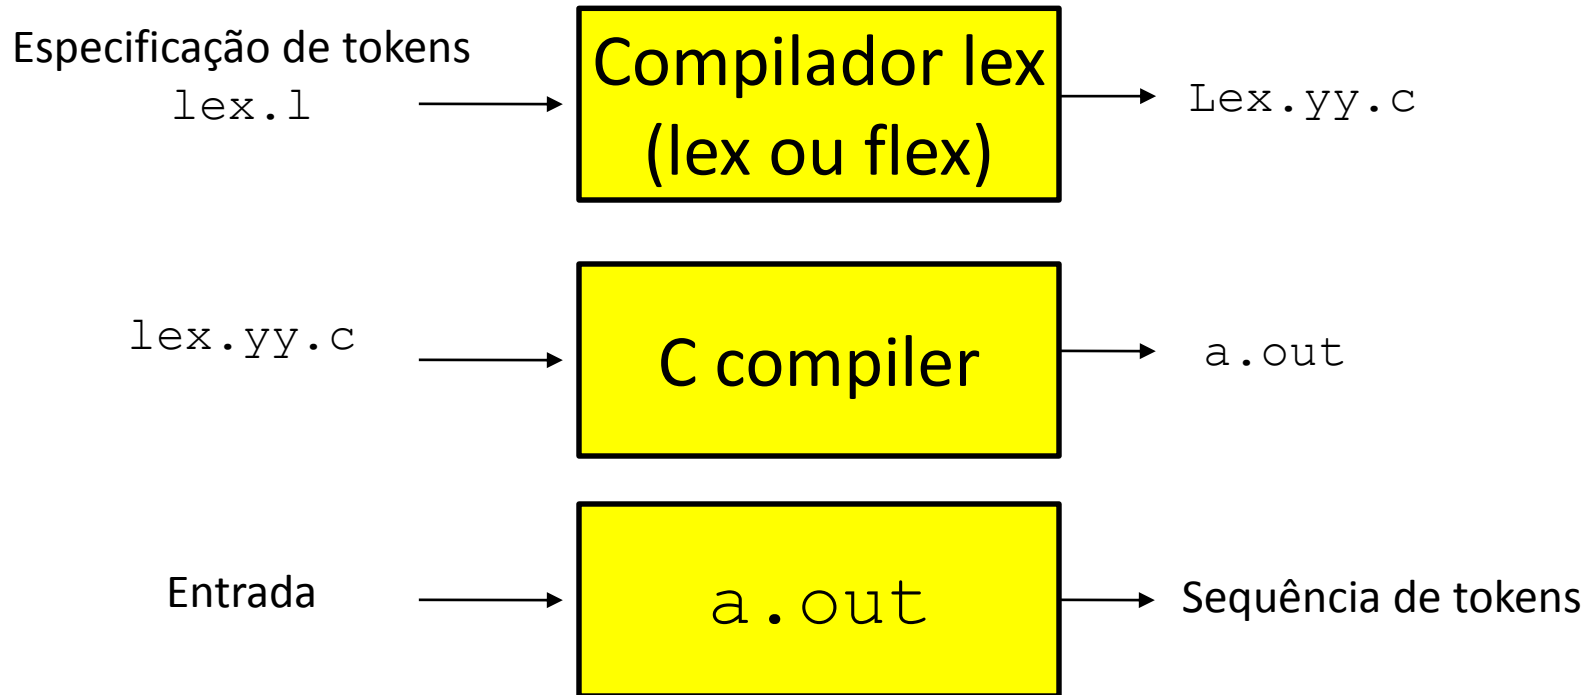 Especificação de tokens
lex.l
Compilador lex
(lex ou flex)
Lex.yy.c
lex.yy.c
C compiler
a.out
Entrada
a.out
Sequência de tokens